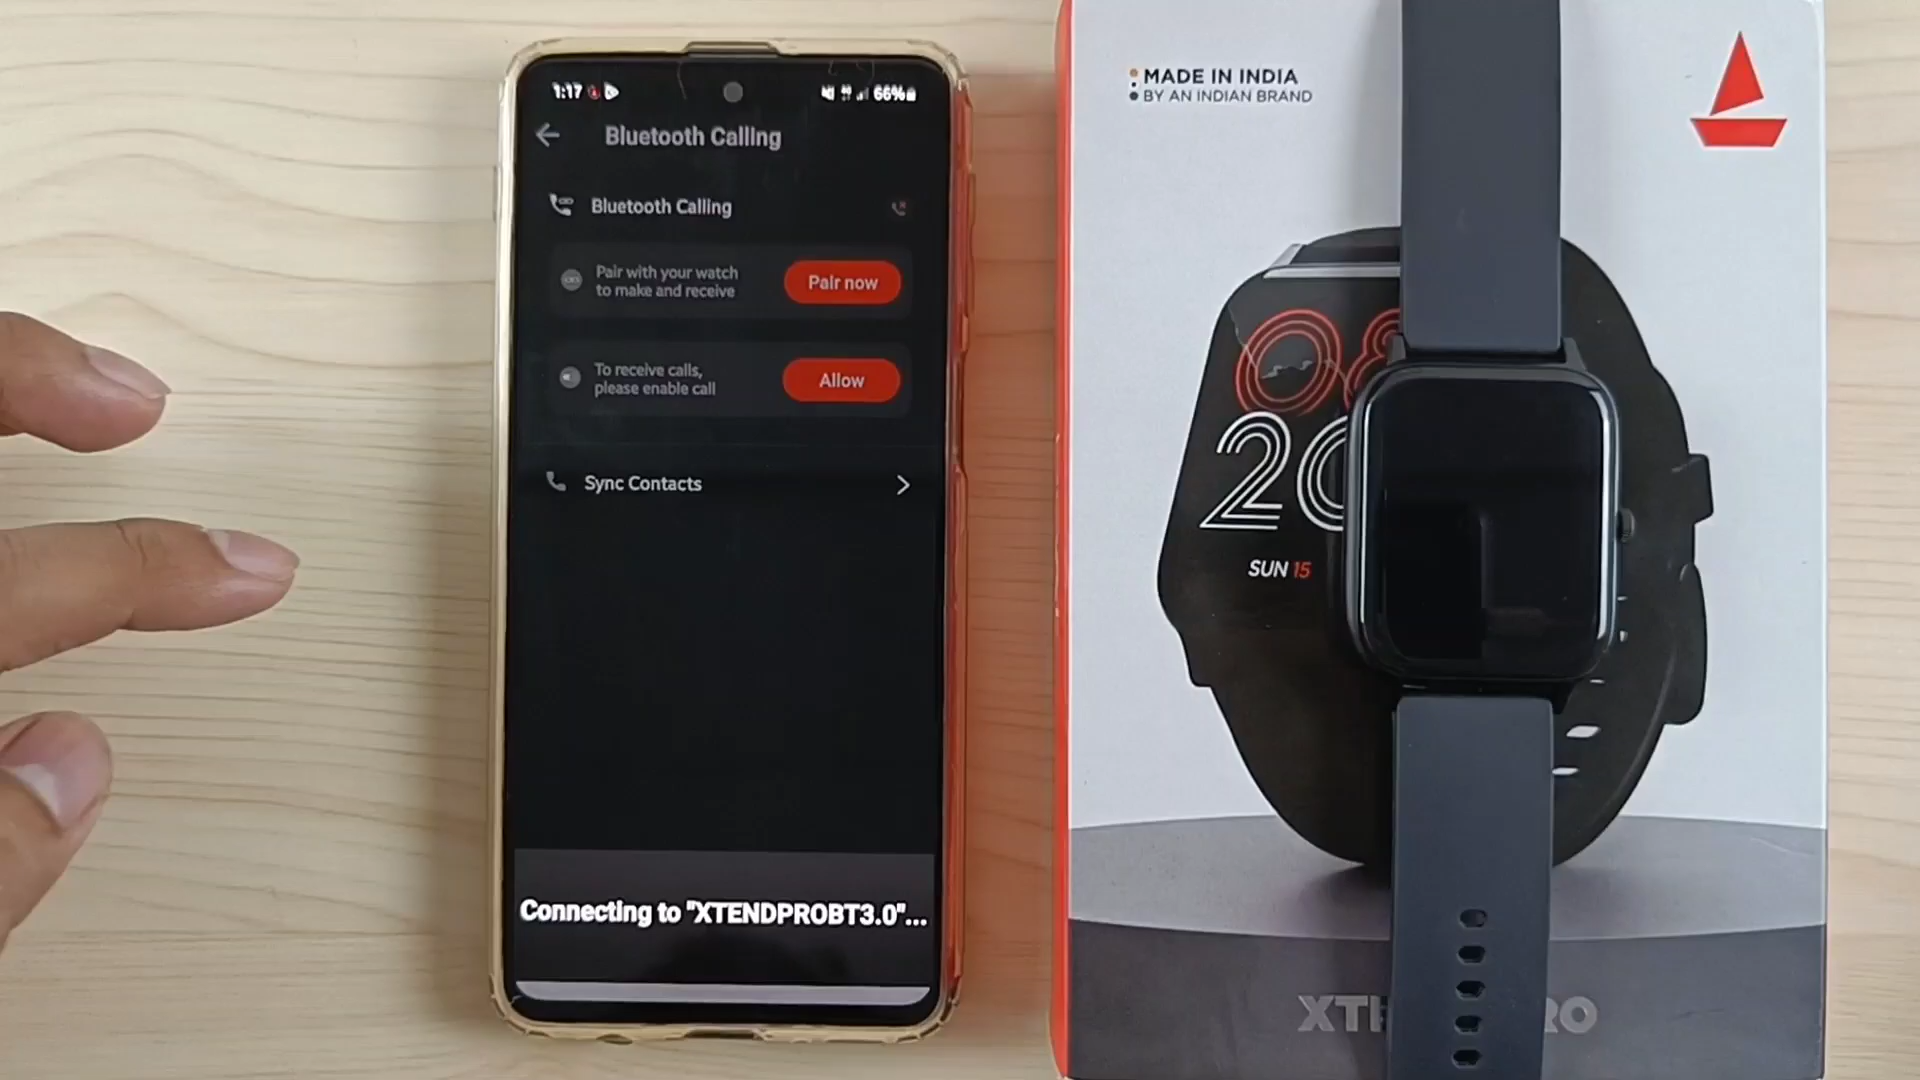 1:17
66%
Bluetooth Calling
Bluetooth Calling
Pair with your watch
to make and receive
Pair now
To receive calls,
please enable call
Allow
Sync Contacts
Connecting to "XTENDPROBT3.0"...
MADE IN INDIA
BY AN INDIAN BRAND
SUN 15